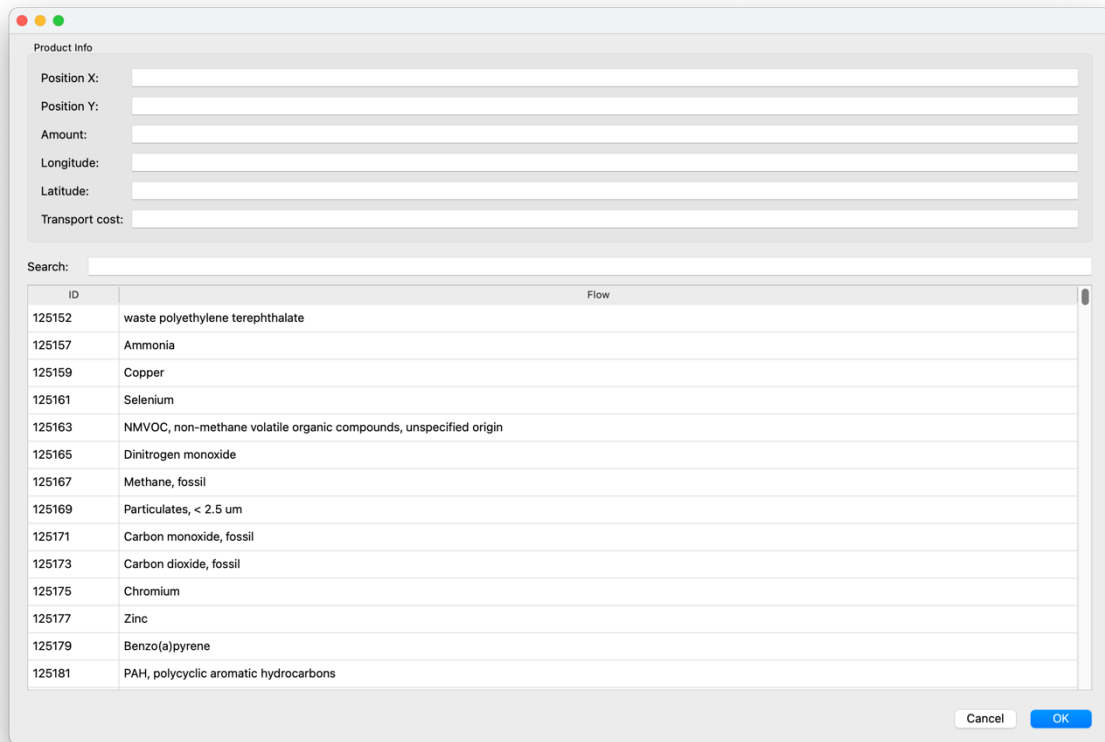 Product Info
Position X:
Position Y:
Amount:
Longitude:
Latitude:
Transport cost:
Search:
ID Flow
125152 waste polyethylene terephthalate
125157 Ammonia
125159 Copper
125161 Selenium
125163 NMVOC, non-methane volatile organic compounds, unspecified origin
125165 Dinitrogen monoxide
125167 Methane, fossil
125169 Particulates, < 2.5 um
125171 Carbon monoxide, fossil
125173 Carbon dioxide, fossil
125175 Chromium
125177 Zinc
125179 Benzo(a)pyrene
125181 PAH, polycyclic aromatic hydrocarbons
Cancel OK